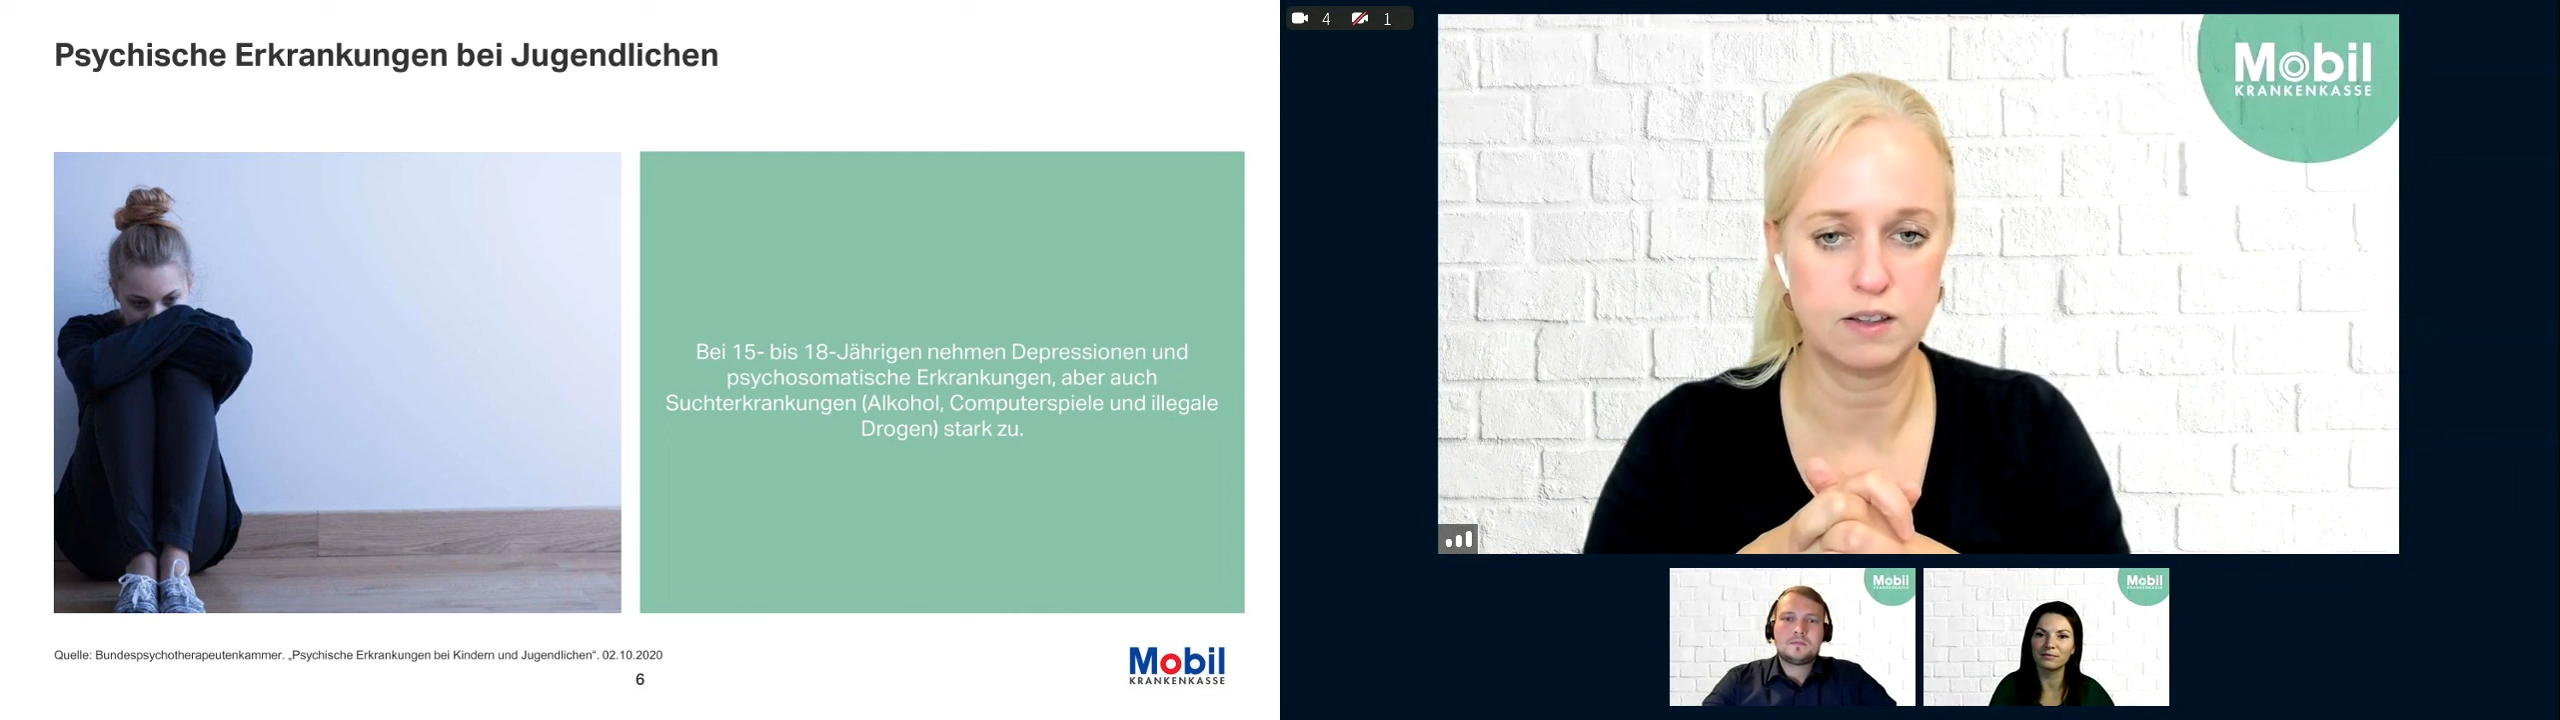 Psychische Erkrankungen bei Jugendlichen
Bei 15- bis 18-Jährigen nehmen Depressionen und
psychosomatische Erkrankungen, aber auch
Suchterkrankungen (Alkohol, Computerspiele und illegale
Drogen) stark zu.
Quelle: Bundespsychotherapeutenkammer. „Psychische Erkrankungen bei Kindern und Jugendlichen“. 02.10.2020
6
Mobil
KRANKENKASSE
4 1
Mobil
KRANKENKASSE
Mobil
KRANKENKASSE
Mobil
KRANKENKASSE